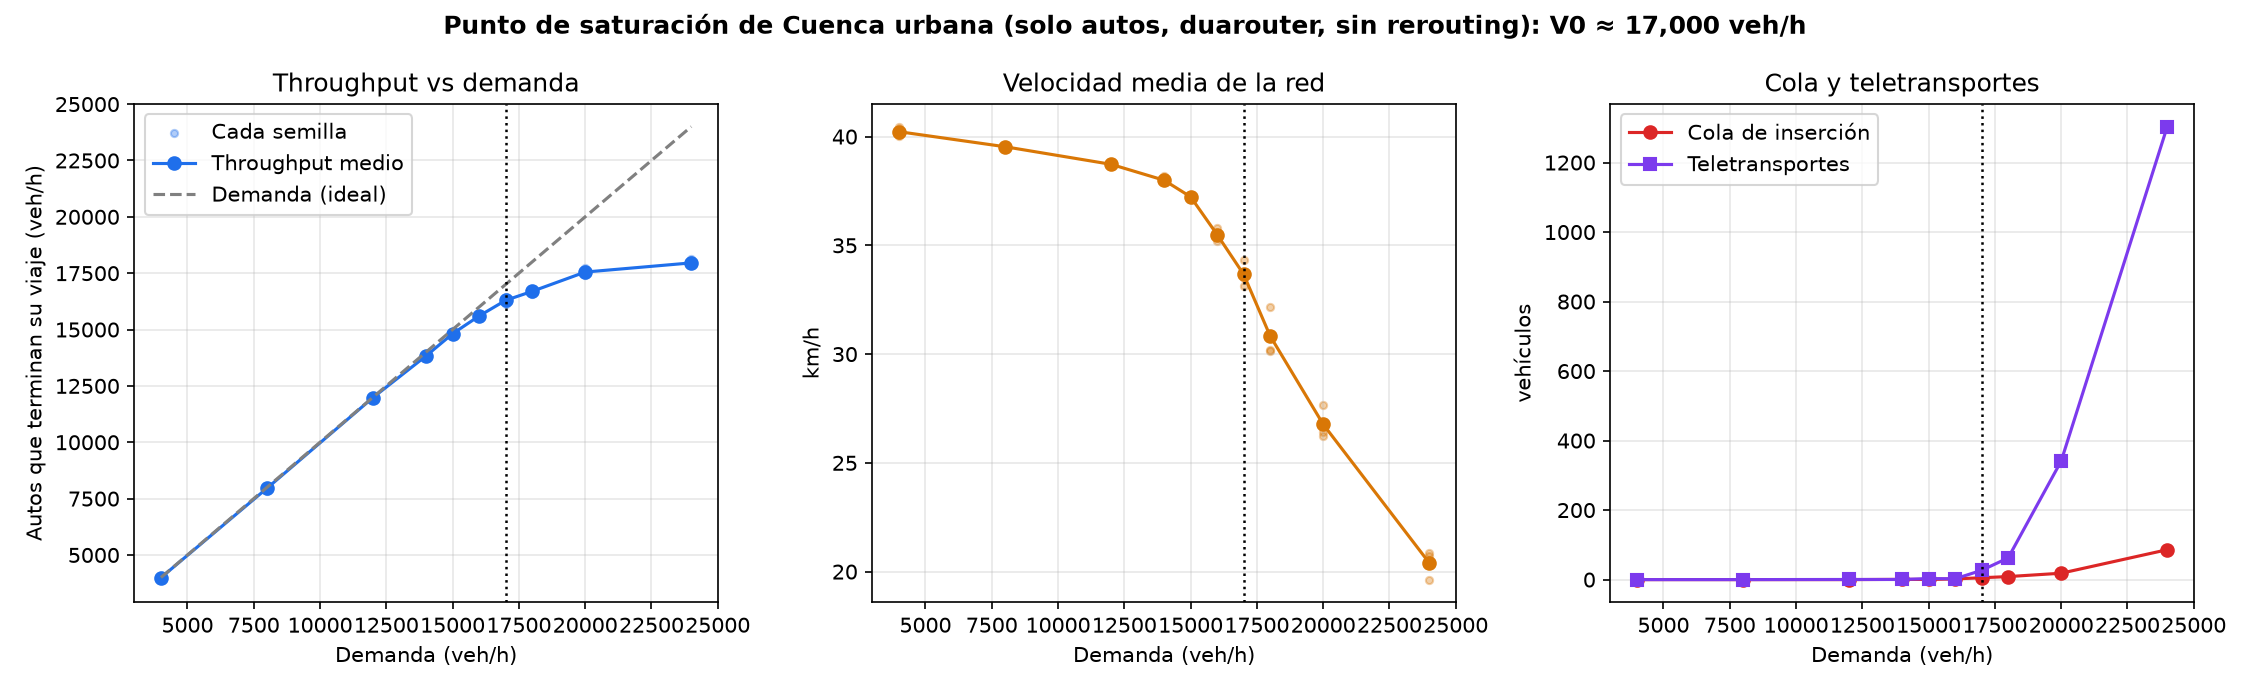 Punto de saturación de Cuenca urbana (solo autos, duarouter, sin rerouting): V0 ≈ 17,000 veh/h
Throughput vs demanda
Autos que terminan su viaje (veh/h)
25000
22500
20000
17500
15000
12500
10000
7500
5000
Cada semilla
Throughput medio
Demanda (ideal)
5000 7500 10000 12500 15000 17500 20000 22500 25000
Demanda (veh/h)
Velocidad media de la red
km/h
40
35
30
25
20
5000 7500 10000 12500 15000 17500 20000 22500 25000
Demanda (veh/h)
Cola y teletransportes
vehículos
1200
1000
800
600
400
200
0
Cola de inserción
Teletransportes
5000 7500 10000 12500 15000 17500 20000 22500 25000
Demanda (veh/h)